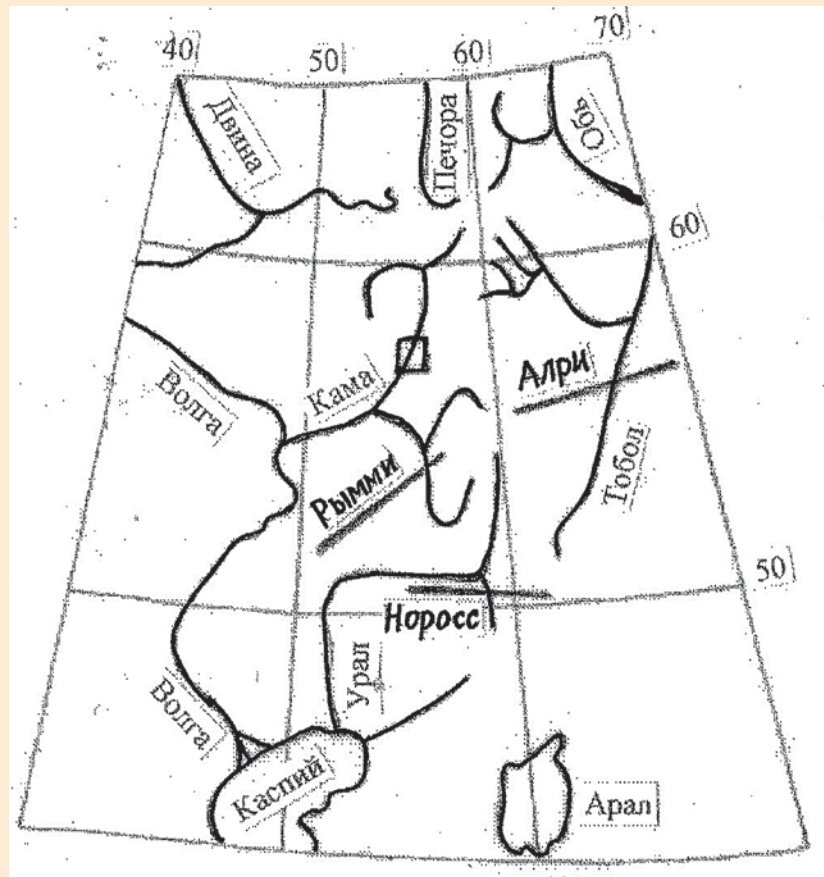 40
50
60
70
Двина
Печора
Обь
60
Волга
Кама
Алри
Рымми
Тобол
50
Норосс
Урал
Волга
Каспий
Арал